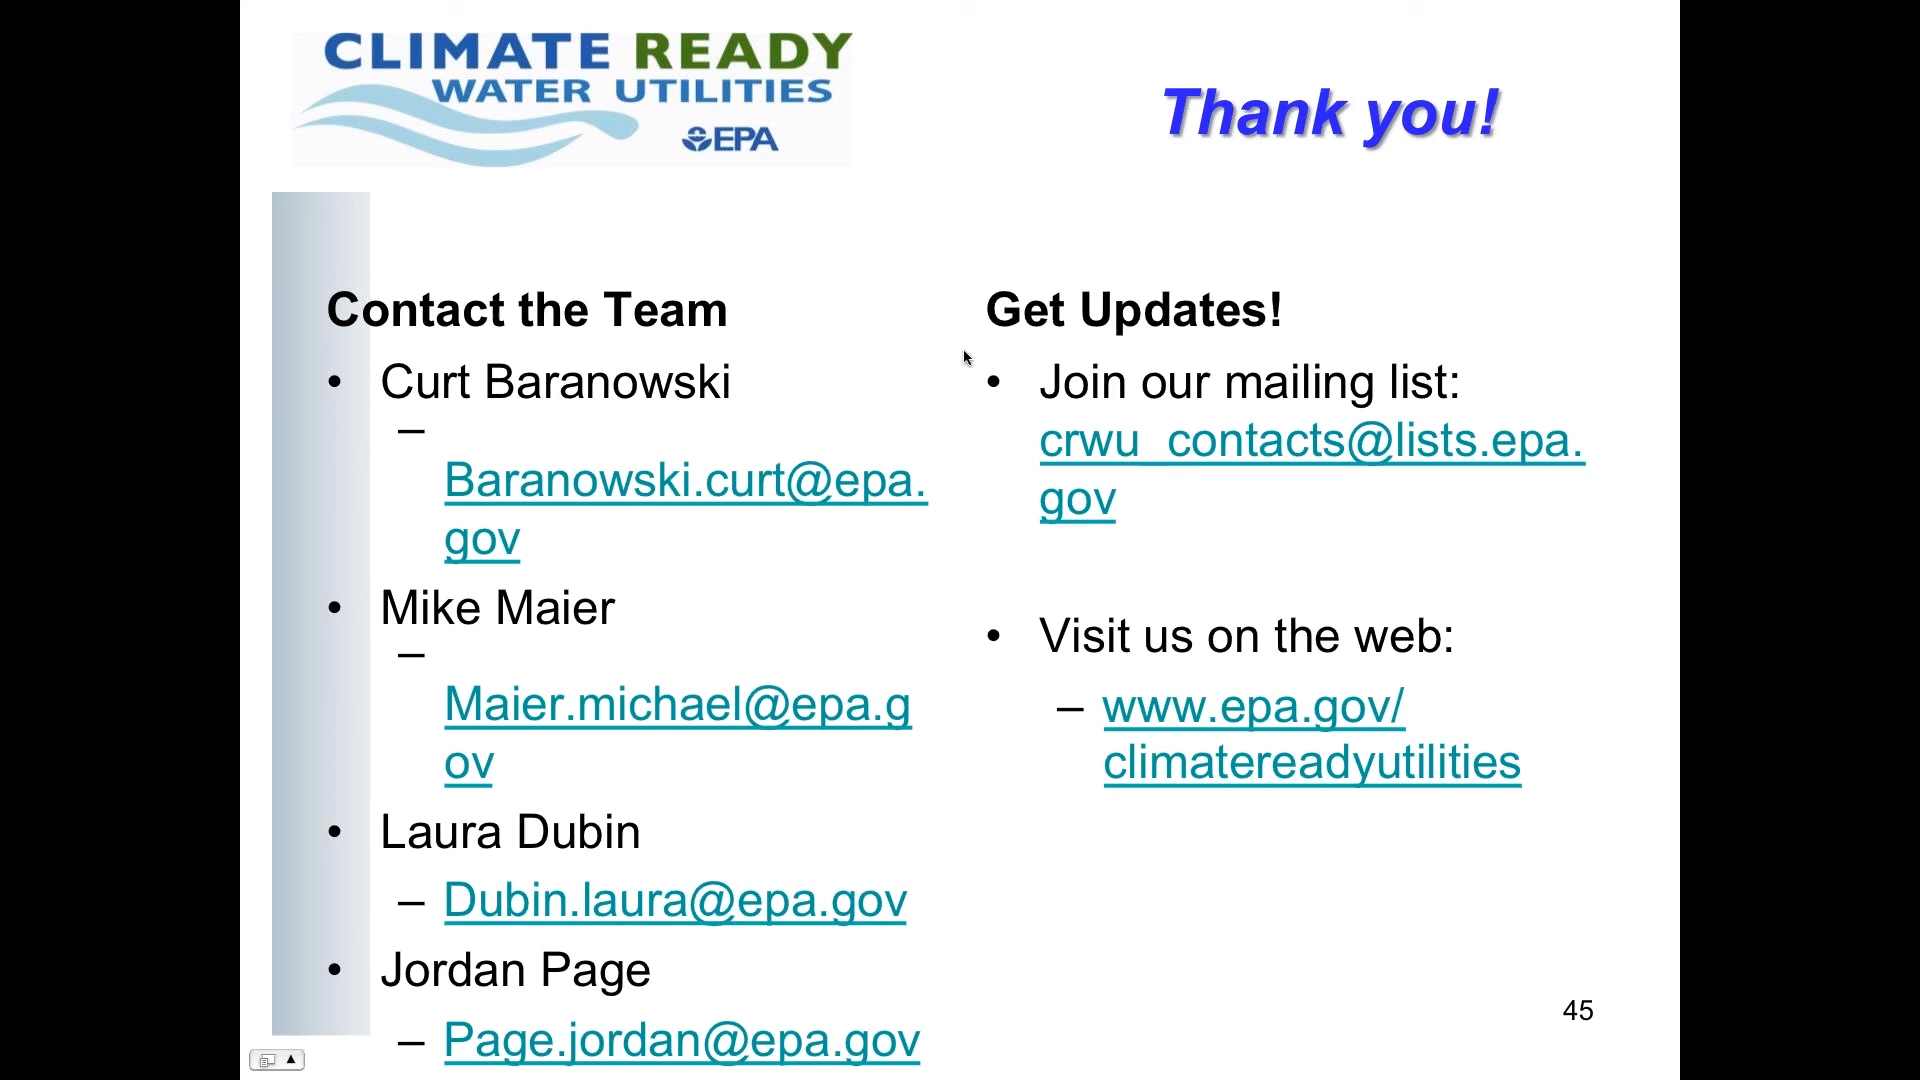 CLIMATE READY
WATER UTILITIES
EPA
Thank you!
Contact the Team
• Curt Baranowski
–
Baranowski.curt@epa.
gov
• Mike Maier
–
Maier.michael@epa.g
ov
• Laura Dubin
– Dubin.laura@epa.gov
• Jordan Page
– Page.jordan@epa.gov
Get Updates!
• Join our mailing list:
crwu_contacts@lists.epa.
gov
• Visit us on the web:
– www.epa.gov/
climatereadyutilities
45